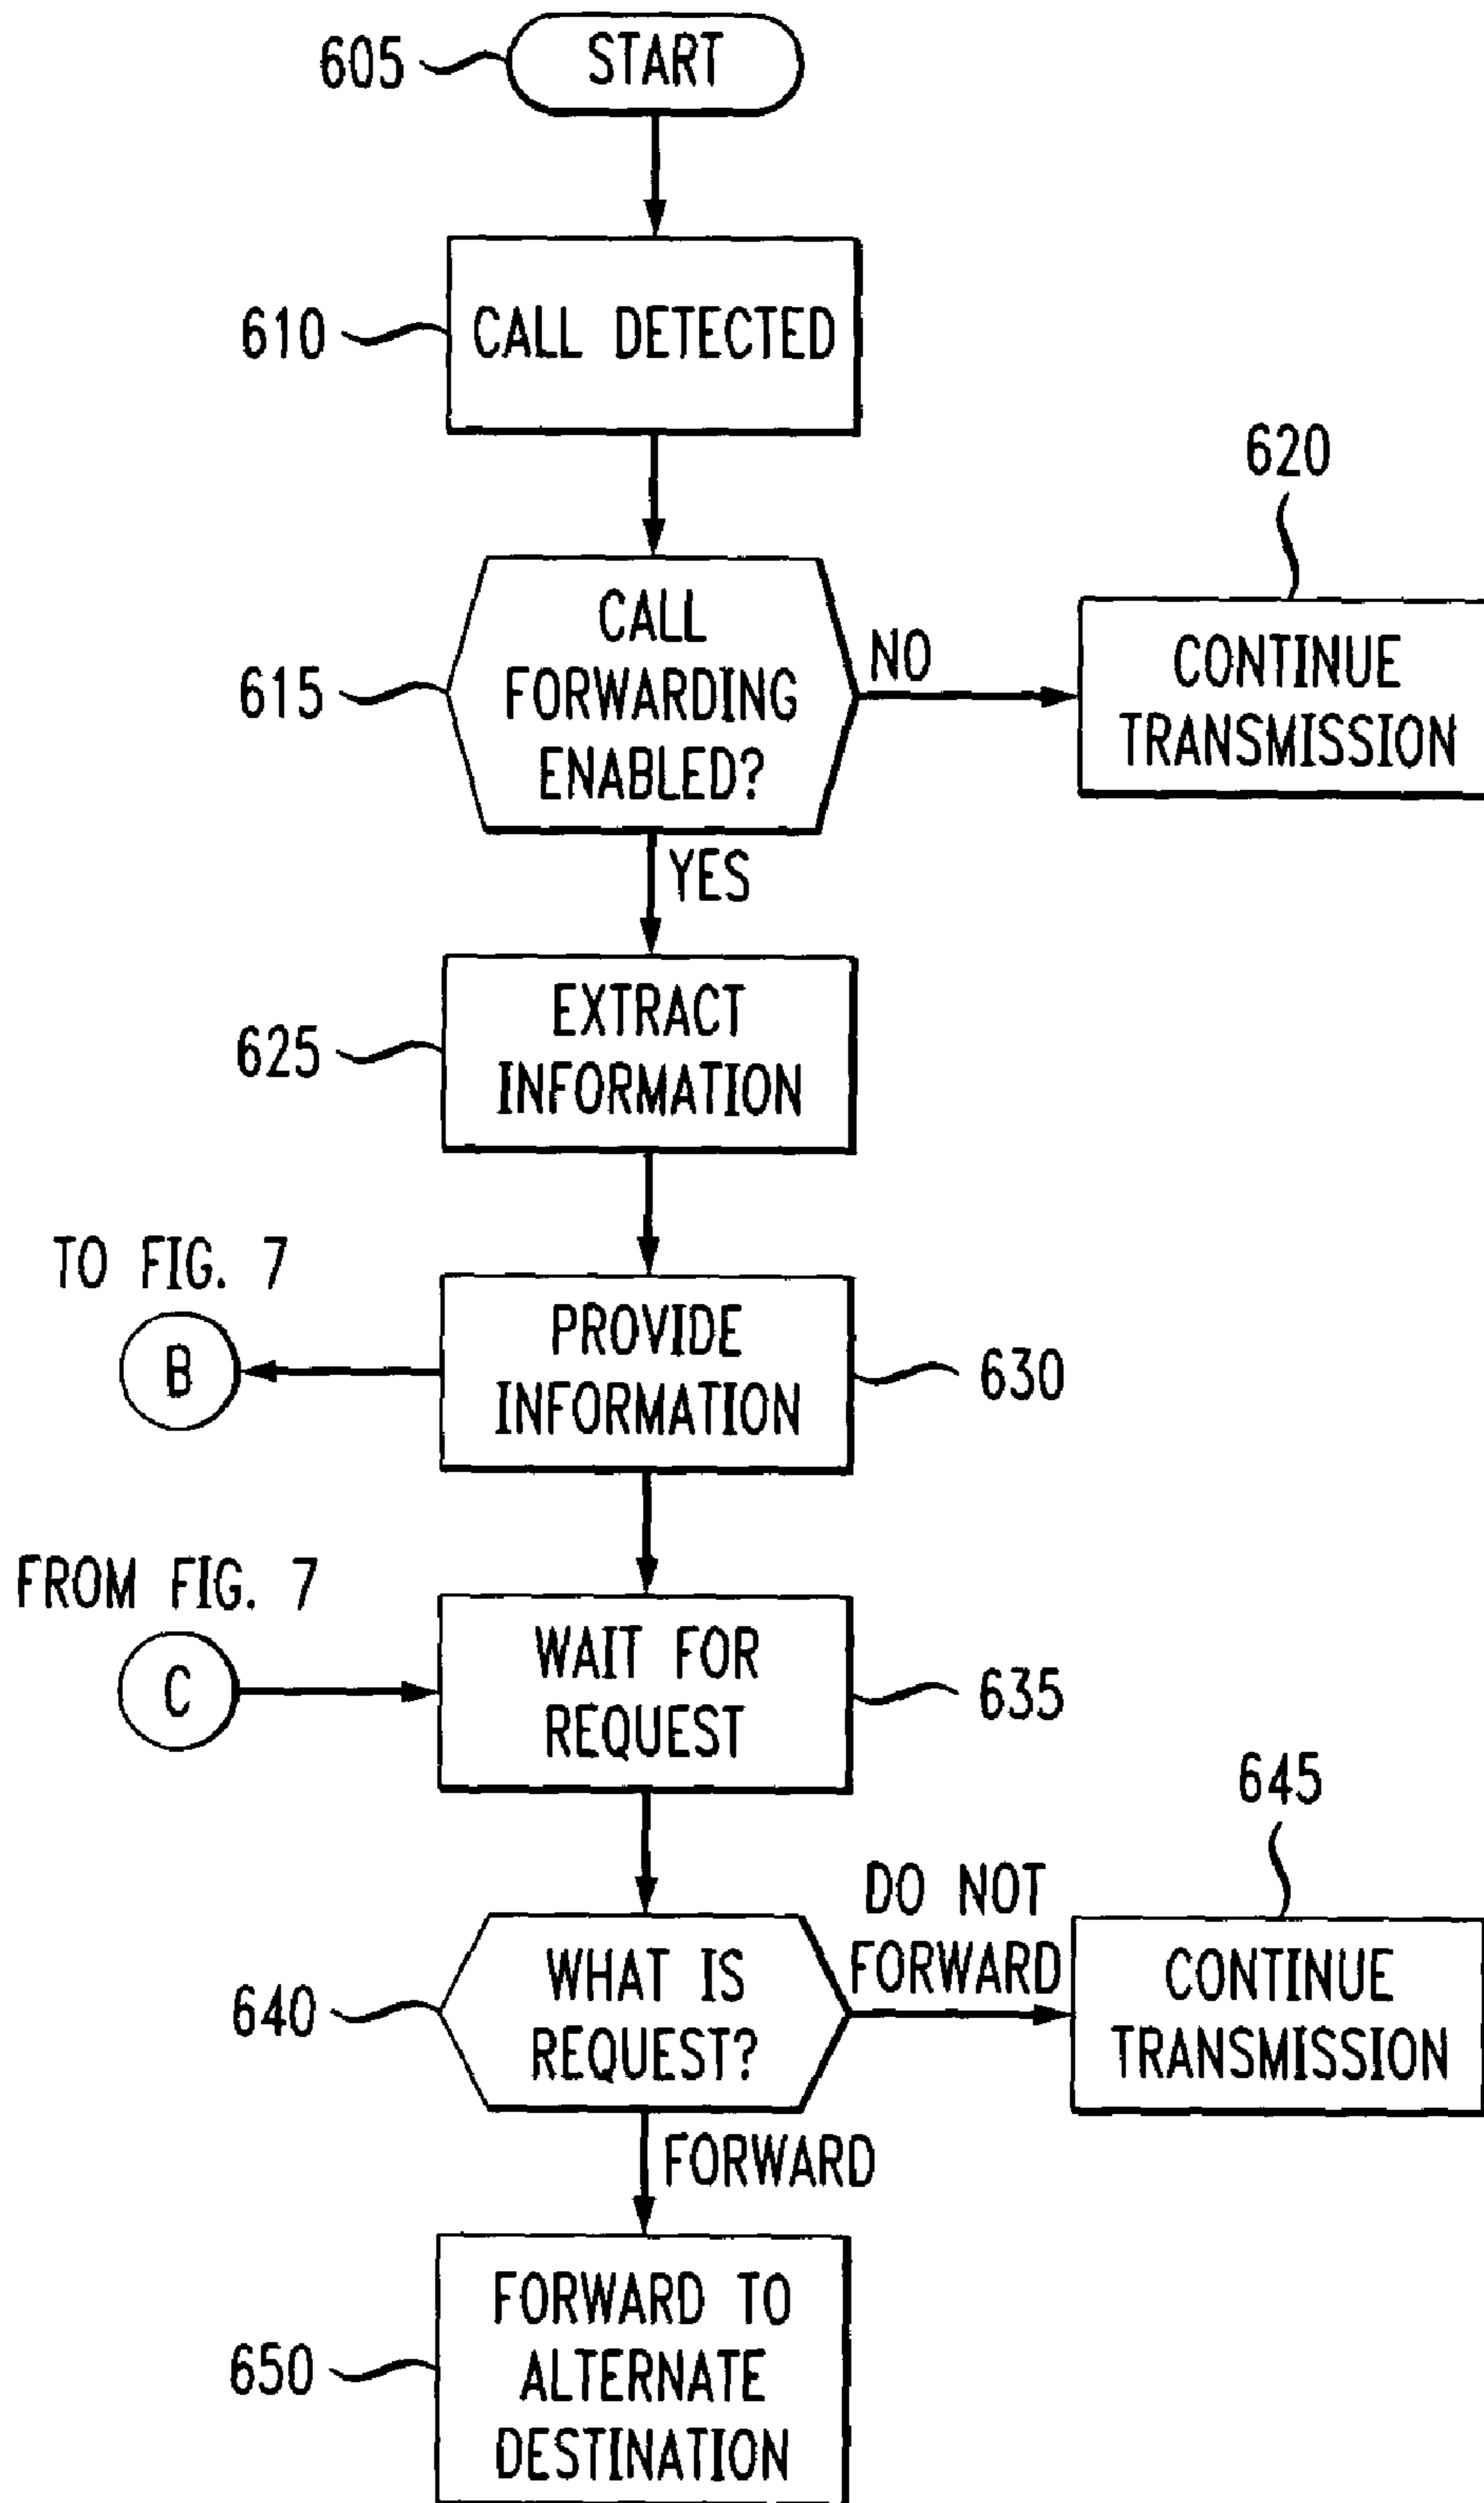 605
START
610
CALL DETECTED
620
615
CALL
FORWARDING
ENABLED?
NO
CONTINUE
TRANSMISSION
YES
625
EXTRACT
INFORMATION
TO FIG. 7
B
PROVIDE
INFORMATION
630
FROM FIG. 7
C
WAIT FOR
REQUEST
635
645
640
WHAT IS
REQUEST?
DO NOT
FORWARD
CONTINUE
TRANSMISSION
FORWARD
650
FORWARD TO
ALTERNATE
DESTINATION